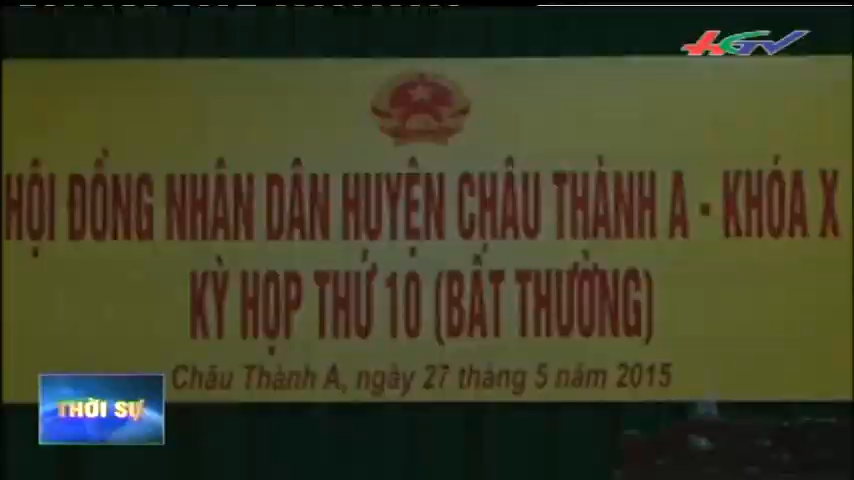 HGV
HỘI ĐỒNG NHÂN DÂN HUYỆN CHÂU THÀNH A - KHÓA X
KỲ HỌP THỨ 10 (BẤT THƯỜNG)
Châu Thành A, ngày 27 tháng 5 năm 2015
THỜI SỰ